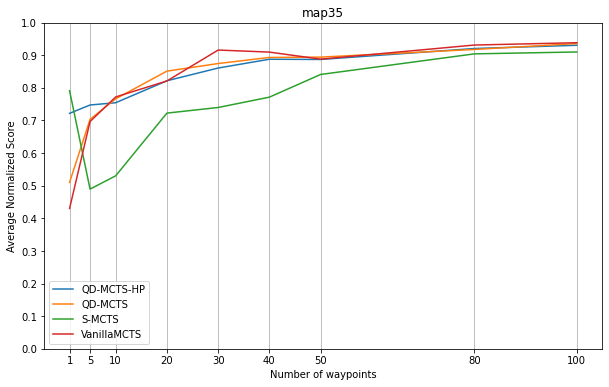 map35
1.0
0.9
0.8
0.7
0.6
0.5
0.4
0.3
0.2
0.1
0.0
Average Normalized Score
QD-MCTS-HP
QD-MCTS
S-MCTS
VanillaMCTS
1 5 10 20 30 40 50 80 100
Number of waypoints